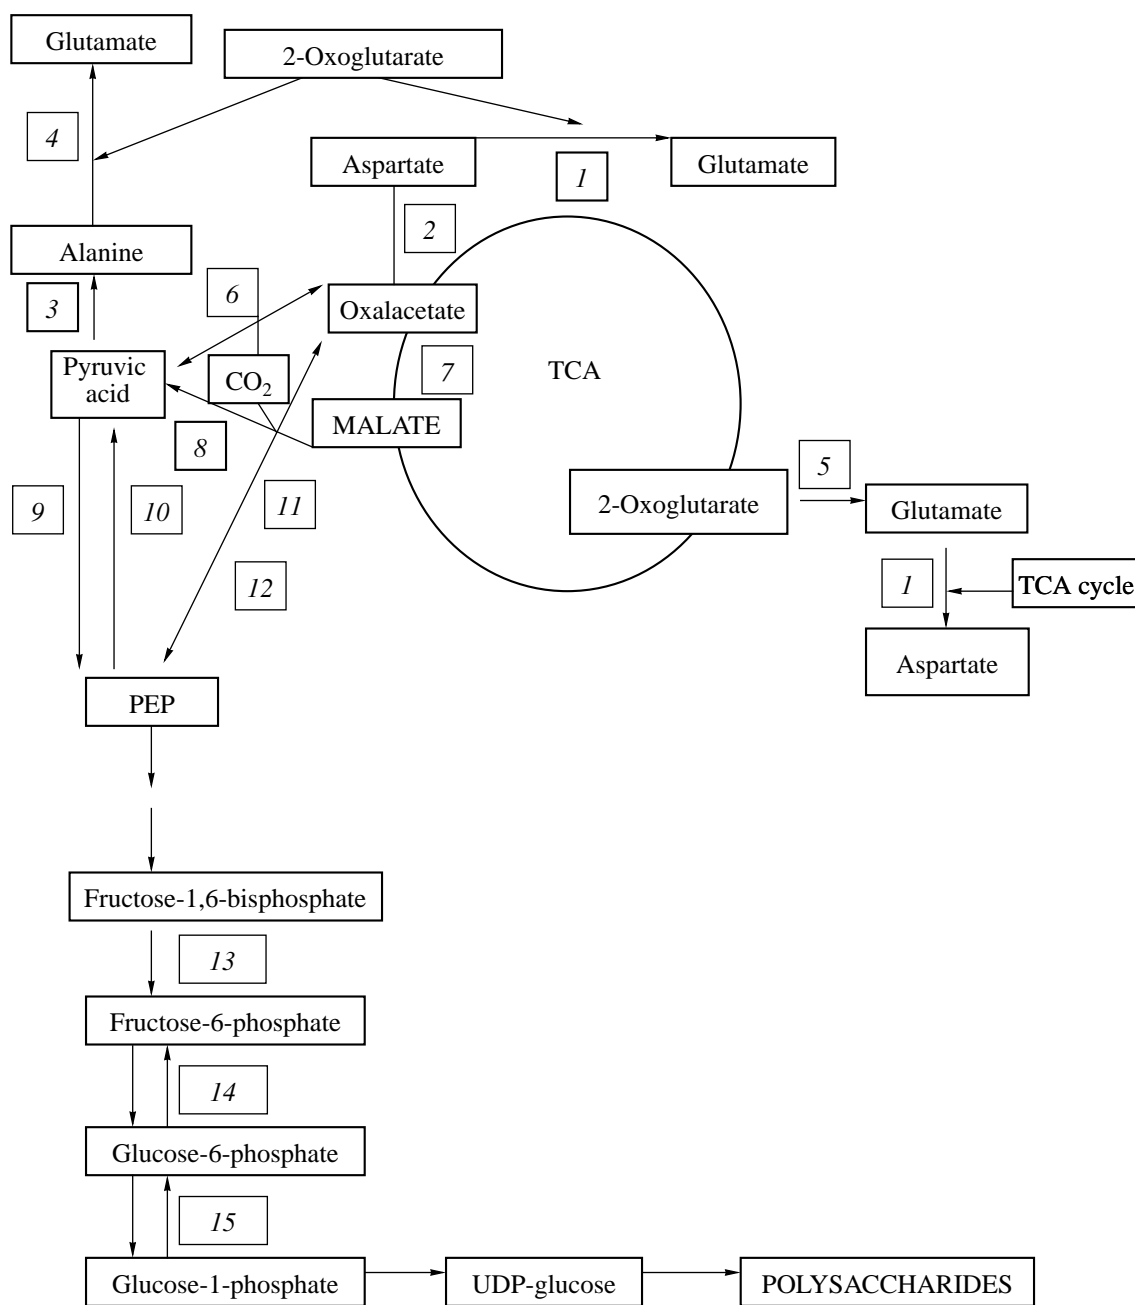 Glutamate
2-Oxoglutarate
4
Aspartate
1
Glutamate
2
Alanine
3
6
Oxalacetate
Pyruvic
acid
CO2
7
TCA
MALATE
8
5
2-Oxoglutarate
Glutamate
9
10
11
12
1
TCA cycle
Aspartate
PEP
Fructose-1,6-bisphosphate
13
Fructose-6-phosphate
14
Glucose-6-phosphate
15
Glucose-1-phosphate
UDP-glucose
POLYSACCHARIDES